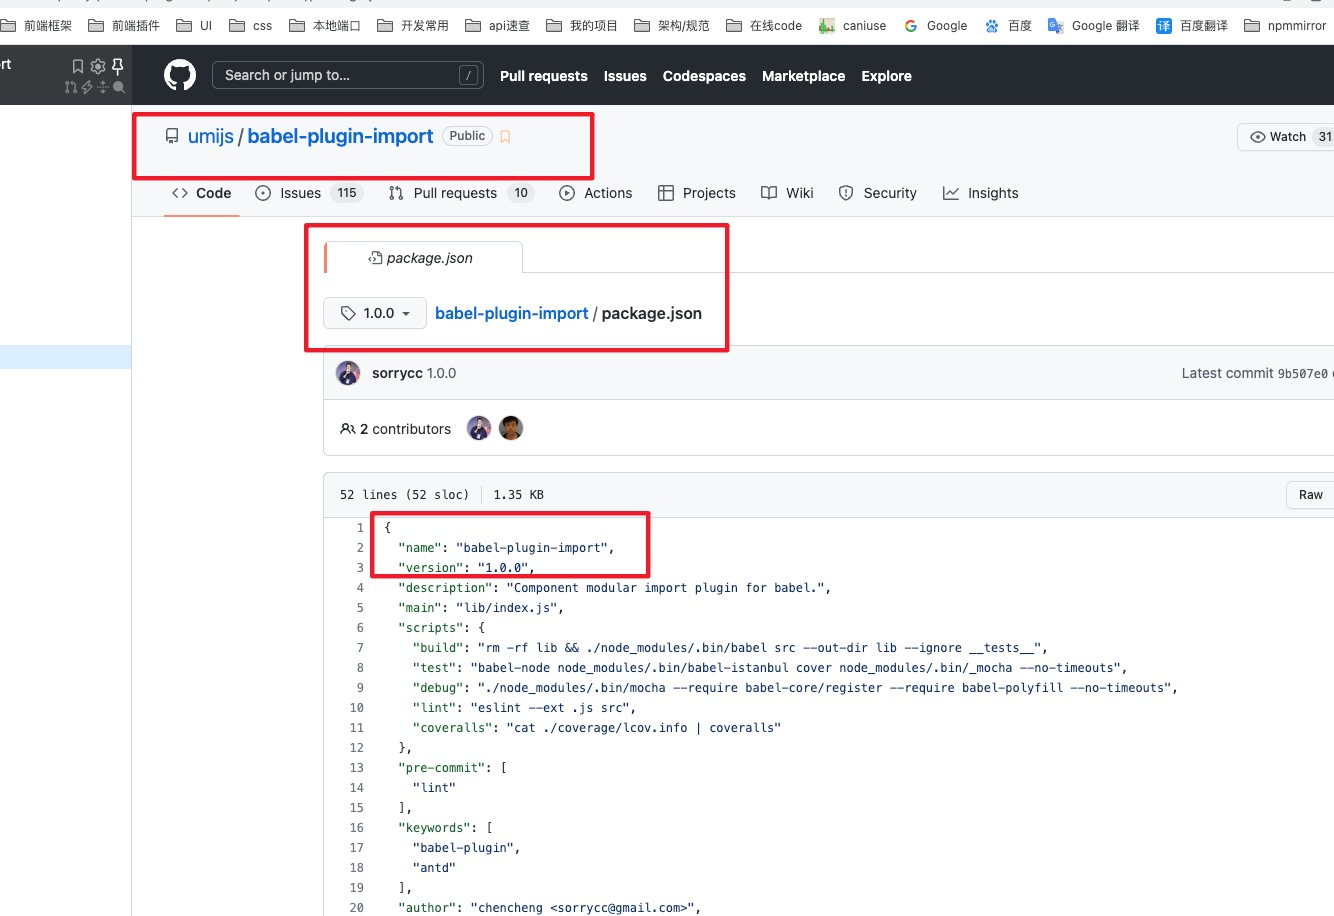 前端框架 前端插件 UI css 本地端口 开发常用 api速查 我的项目 架构/规范 在线code caniuse Google 百度 Google 翻译 译 百度翻译 npmmirror
rt
Search or jump to... / Pull requests Issues Codespaces Marketplace Explore
umijs / babel-plugin-import Public Watch 31
Code Issues 115 Pull requests 10 Actions Projects Wiki Security Insights
package.json
1.0.0 babel-plugin-import / package.json
sorrycc 1.0.0 Latest commit 9b507e0
2 contributors
52 lines (52 sloc) 1.35 KB Raw
1 {
2 "name": "babel-plugin-import",
3 "version": "1.0.0",
4 "description": "Component modular import plugin for babel.",
5 "main": "lib/index.js",
6 "scripts": {
7 "build": "rm -rf lib && ./node_modules/.bin/babel src --out-dir lib --ignore __tests__",
8 "test": "babel-node node_modules/.bin/babel-istanbul cover node_modules/.bin/_mocha --no-timeouts",
9 "debug": "./node_modules/.bin/mocha --require babel-core/register --require babel-polyfill --no-timeouts",
10 "lint": "eslint --ext .js src",
11 "coveralls": "cat ./coverage/lcov.info | coveralls"
12 },
13 "pre-commit": [
14 "lint"
15 ],
16 "keywords": [
17 "babel-plugin",
18 "antd"
19 ],
20 "author": "chencheng <sorrycc@gmail.com>",